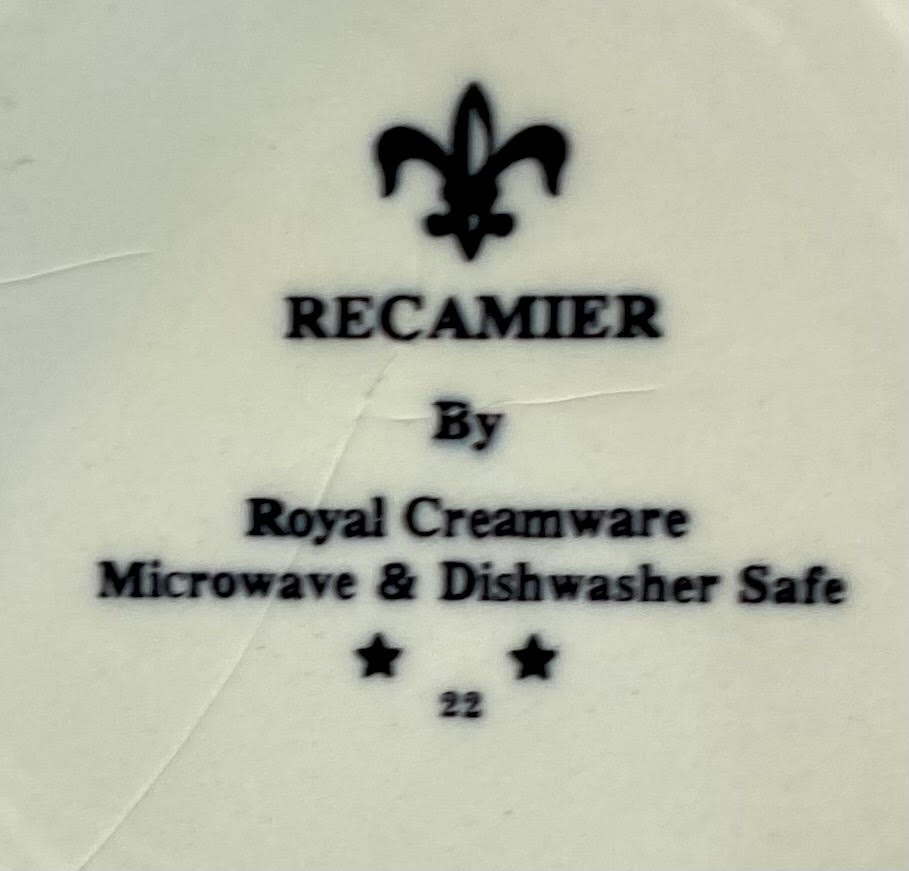 RECAMIER
By
Royal Creamware
Microwave & Dishwasher Safe
22